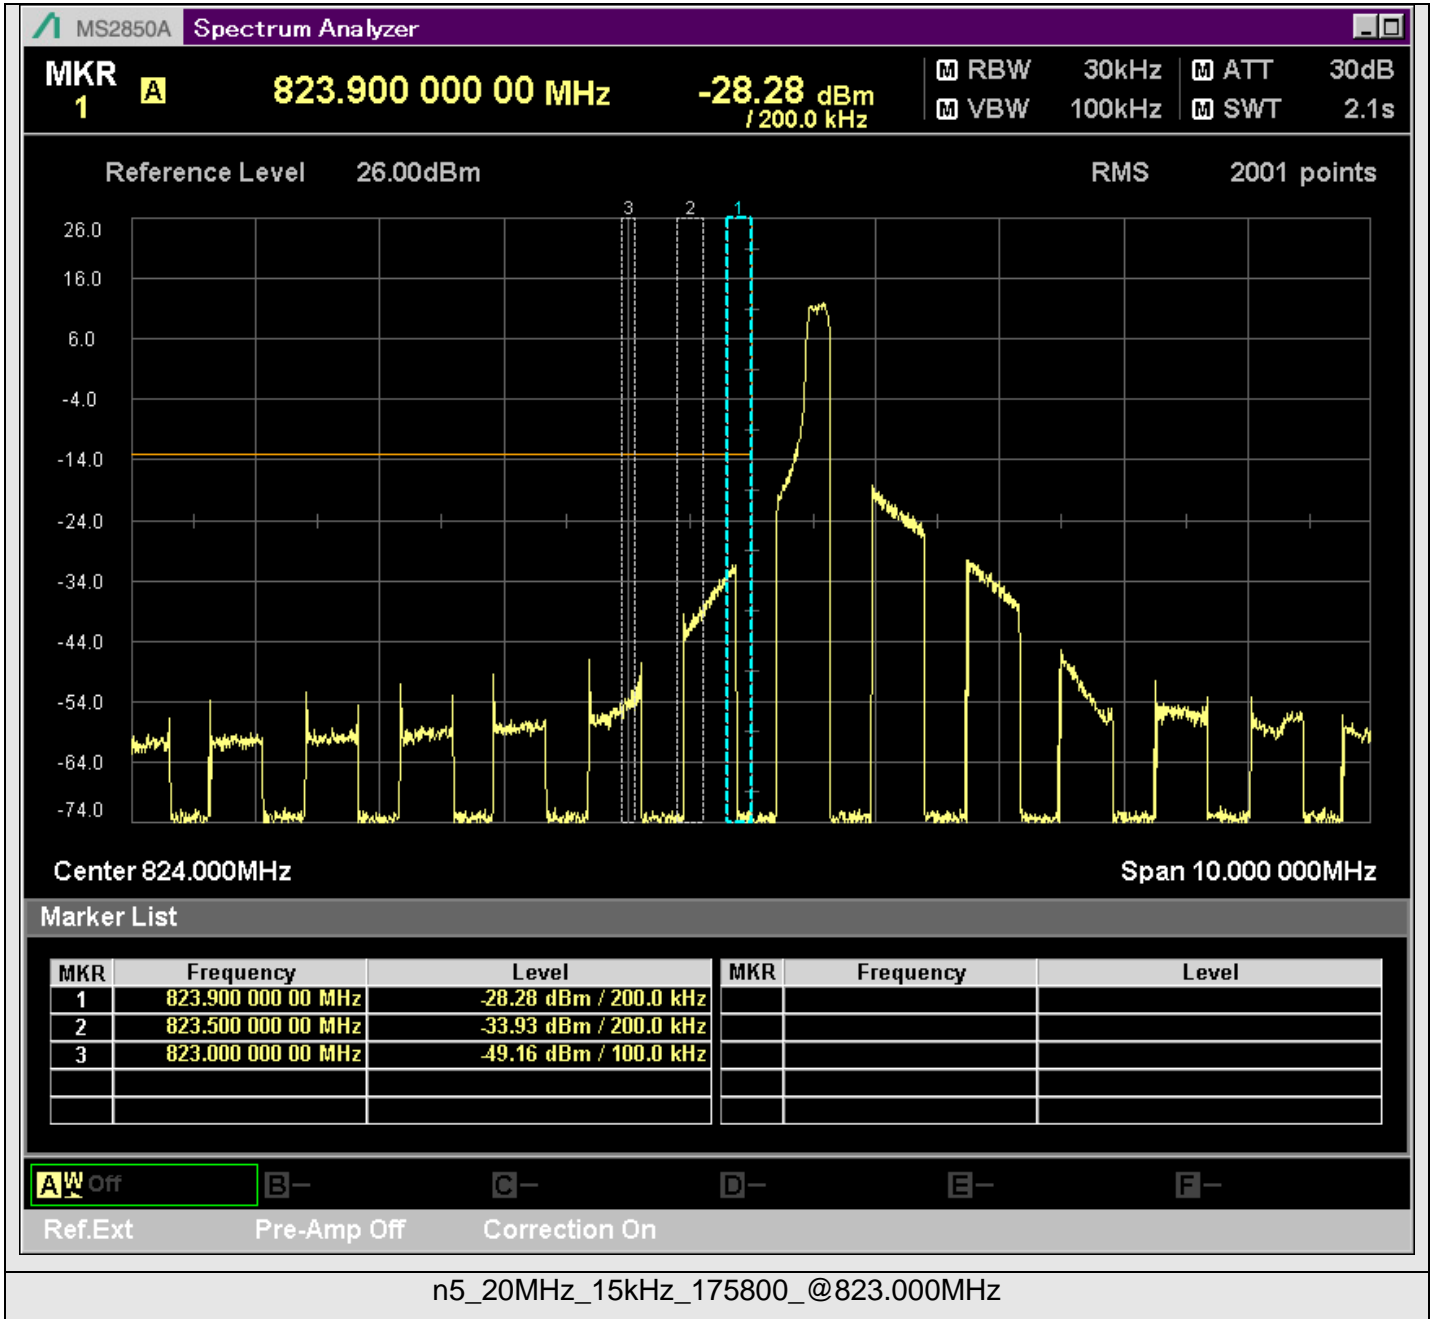 MS2850A Spectrum Analyzer
MKR 1 A 823.900 000 00 MHz -28.28 dBm / 200.0 kHz
M RBW 30kHz M ATT 30dB
M VBW 100kHz M SWT 2.1s
Reference Level 26.00dBm RMS 2001 points
3 2 1
26.0
16.0
6.0
-4.0
-14.0
-24.0
-34.0
-44.0
-54.0
-64.0
-74.0
Center 824.000MHz Span 10.000 000MHz
Marker List
MKR Frequency Level MKR Frequency Level
1 823.900 000 00 MHz -28.28 dBm / 200.0 kHz
2 823.500 000 00 MHz -33.93 dBm / 200.0 kHz
3 823.000 000 00 MHz -49.16 dBm / 100.0 kHz
A W Off B – C – D – E – F –
Ref.Ext Pre-Amp Off Correction On
n5_20MHz_15kHz_175800_@823.000MHz